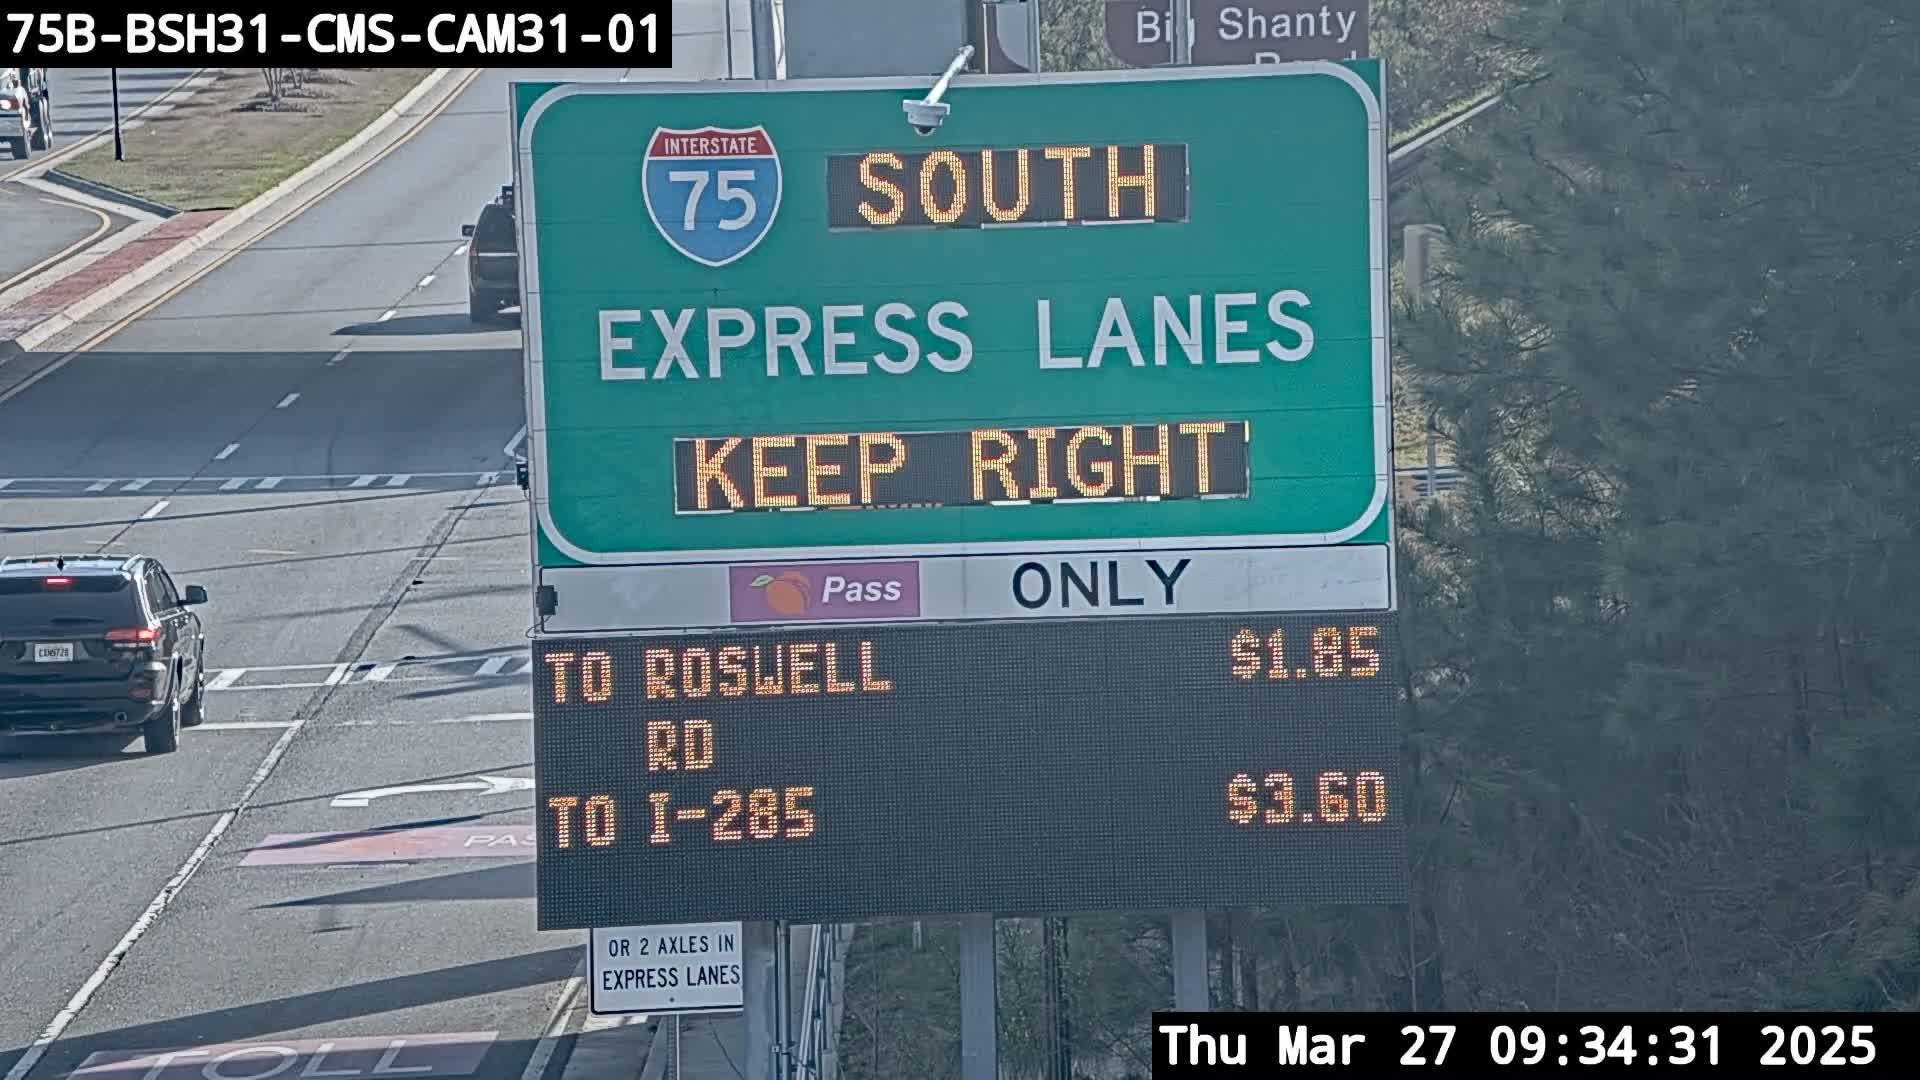 75B-BSH31-CMS-CAM31-01
Big Shanty
Road
INTERSTATE
75
SOUTH
EXPRESS LANES
KEEP RIGHT
Pass ONLY
TO ROSWELL $1.85
RD
TO I-285 $3.60
OR 2 AXLES IN
EXPRESS LANES
TOLL
Thu Mar 27 09:34:31 2025